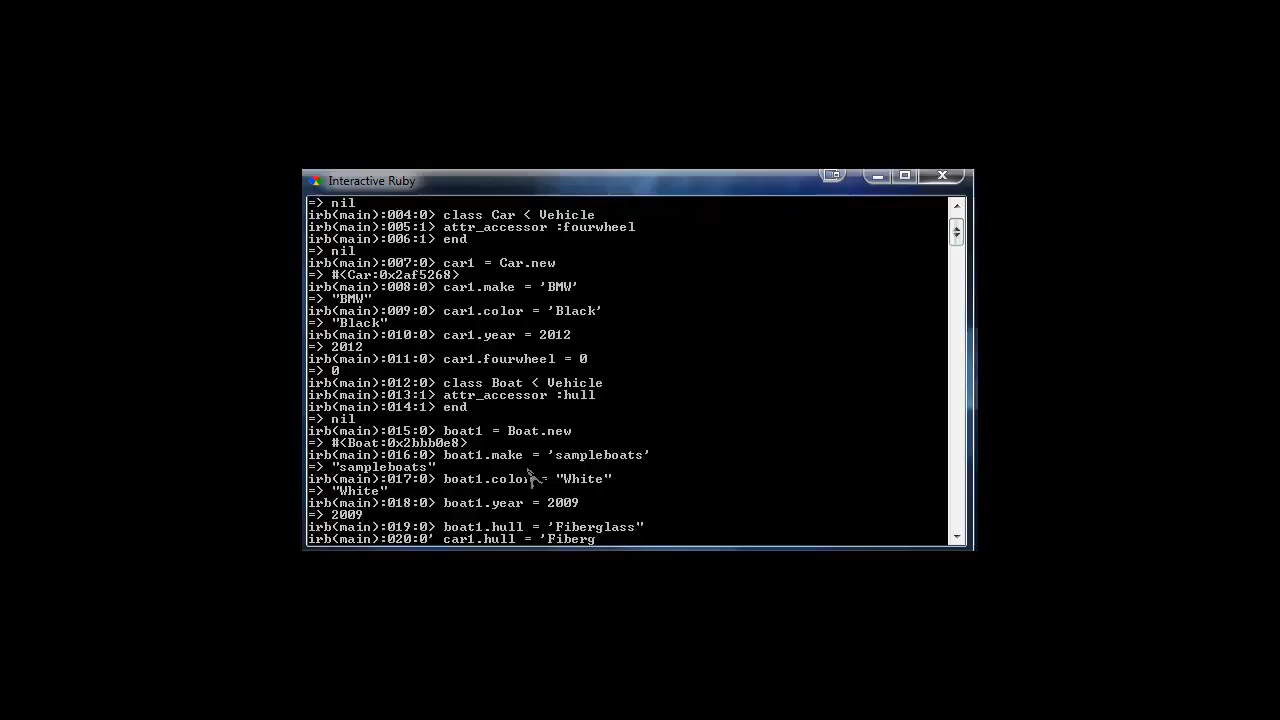 Interactive Ruby
=> nil
irb(main):004:0> class Car < Vehicle
irb(main):005:1> attr_accessor :fourwheel
irb(main):006:1> end
=> nil
irb(main):007:0> car1 = Car.new
=> #<Car:0x2af5268>
irb(main):008:0> car1.make = 'BMW'
=> "BMW"
irb(main):009:0> car1.color = 'Black'
=> "Black"
irb(main):010:0> car1.year = 2012
=> 2012
irb(main):011:0> car1.fourwheel = 0
=> 0
irb(main):012:0> class Boat < Vehicle
irb(main):013:1> attr_accessor :hull
irb(main):014:1> end
=> nil
irb(main):015:0> boat1 = Boat.new
=> #<Boat:0x2bbb0e8>
irb(main):016:0> boat1.make = 'sampleboats'
=> "sampleboats"
irb(main):017:0> boat1.color = "White"
=> "White"
irb(main):018:0> boat1.year = 2009
=> 2009
irb(main):019:0> boat1.hull = 'Fiberglass"
irb(main):020:0' car1.hull = 'Fiberg